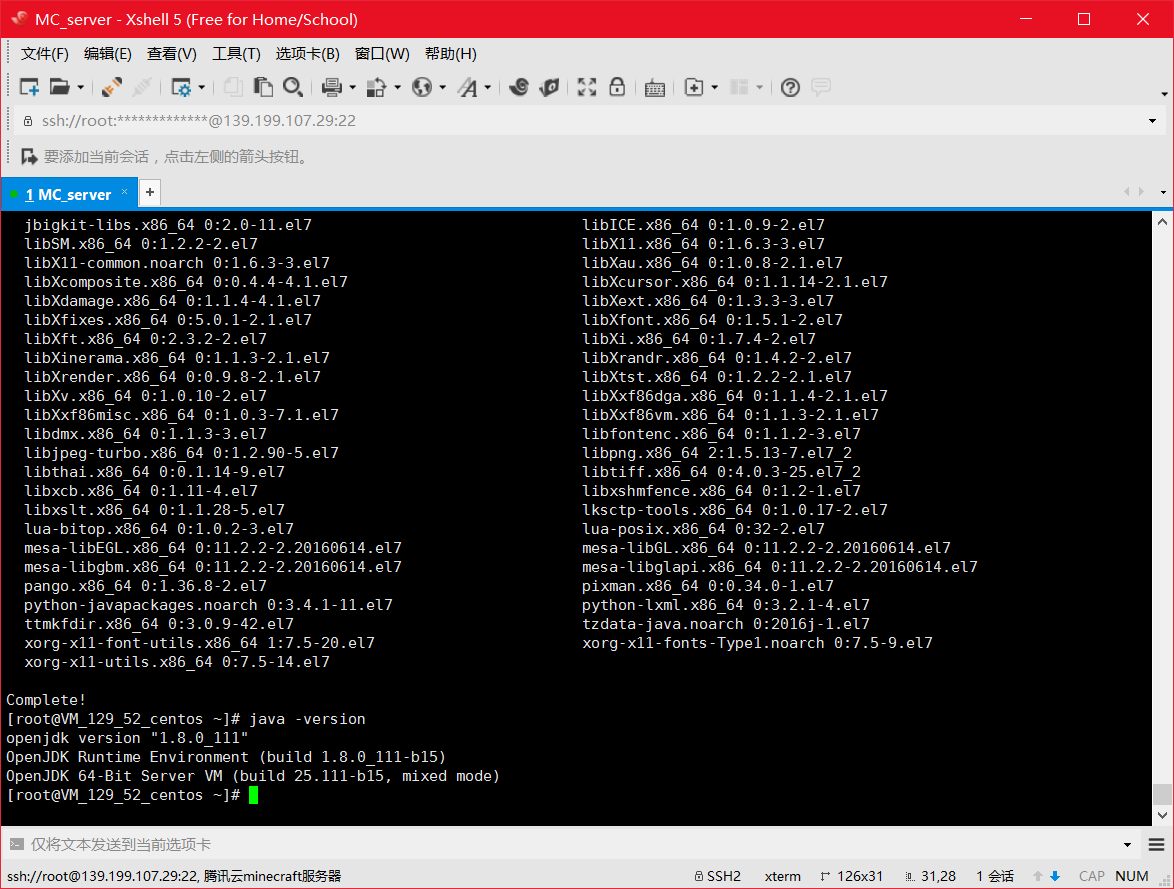 MC_server - Xshell 5 (Free for Home/School)
文件(F) 编辑(E) 查看(V) 工具(T) 选项卡(B) 窗口(W) 帮助(H)
ssh://root:*************@139.199.107.29:22
要添加当前会话，点击左侧的箭头按钮。
1 MC_server × +
jbigkit-libs.x86_64 0:2.0-11.el7 libICE.x86_64 0:1.0.9-2.el7
libSM.x86_64 0:1.2.2-2.el7 libX11.x86_64 0:1.6.3-3.el7
libX11-common.noarch 0:1.6.3-3.el7 libXau.x86_64 0:1.0.8-2.1.el7
libXcomposite.x86_64 0:0.4.4-4.1.el7 libXcursor.x86_64 0:1.1.14-2.1.el7
libXdamage.x86_64 0:1.1.4-4.1.el7 libXext.x86_64 0:1.3.3-3.el7
libXfixes.x86_64 0:5.0.1-2.1.el7 libXfont.x86_64 0:1.5.1-2.el7
libXft.x86_64 0:2.3.2-2.el7 libXi.x86_64 0:1.7.4-2.el7
libXinerama.x86_64 0:1.1.3-2.1.el7 libXrandr.x86_64 0:1.4.2-2.el7
libXrender.x86_64 0:0.9.8-2.1.el7 libXtst.x86_64 0:1.2.2-2.1.el7
libXv.x86_64 0:1.0.10-2.el7 libXxf86dga.x86_64 0:1.1.4-2.1.el7
libXxf86misc.x86_64 0:1.0.3-7.1.el7 libXxf86vm.x86_64 0:1.1.3-2.1.el7
libdmx.x86_64 0:1.1.3-3.el7 libfontenc.x86_64 0:1.1.2-3.el7
libjpeg-turbo.x86_64 0:1.2.90-5.el7 libpng.x86_64 2:1.5.13-7.el7_2
libthai.x86_64 0:0.1.14-9.el7 libtiff.x86_64 0:4.0.3-25.el7_2
libxcb.x86_64 0:1.11-4.el7 libxshmfence.x86_64 0:1.2-1.el7
libxslt.x86_64 0:1.1.28-5.el7 lksctp-tools.x86_64 0:1.0.17-2.el7
lua-bitop.x86_64 0:1.0.2-3.el7 lua-posix.x86_64 0:32-2.el7
mesa-libEGL.x86_64 0:11.2.2-2.20160614.el7 mesa-libGL.x86_64 0:11.2.2-2.20160614.el7
mesa-libgbm.x86_64 0:11.2.2-2.20160614.el7 mesa-libglapi.x86_64 0:11.2.2-2.20160614.el7
pango.x86_64 0:1.36.8-2.el7 pixman.x86_64 0:0.34.0-1.el7
python-javapackages.noarch 0:3.4.1-11.el7 python-lxml.x86_64 0:3.2.1-4.el7
ttmkfdir.x86_64 0:3.0.9-42.el7 tzdata-java.noarch 0:2016j-1.el7
xorg-x11-font-utils.x86_64 1:7.5-20.el7 xorg-x11-fonts-Type1.noarch 0:7.5-9.el7
xorg-x11-utils.x86_64 0:7.5-14.el7
Complete!
[root@VM_129_52_centos ~]# java -version
openjdk version "1.8.0_111"
OpenJDK Runtime Environment (build 1.8.0_111-b15)
OpenJDK 64-Bit Server VM (build 25.111-b15, mixed mode)
[root@VM_129_52_centos ~]#
仅将文本发送到当前选项卡
ssh://root@139.199.107.29:22, 腾讯云minecraft服务器 SSH2 xterm 126x31 31,28 1 会话 CAP NUM